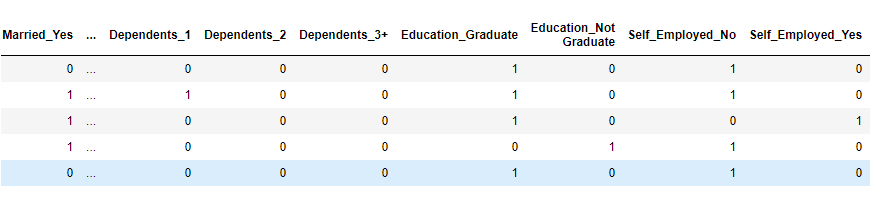 Married_Yes ... Dependents_1 Dependents_2 Dependents_3+ Education_Graduate Education_Not Graduate Self_Employed_No Self_Employed_Yes
0 ... 0 0 0 1 0 1 0
1 ... 1 0 0 1 0 1 0
1 ... 0 0 0 1 0 0 1
1 ... 0 0 0 0 1 1 0
0 ... 0 0 0 1 0 1 0